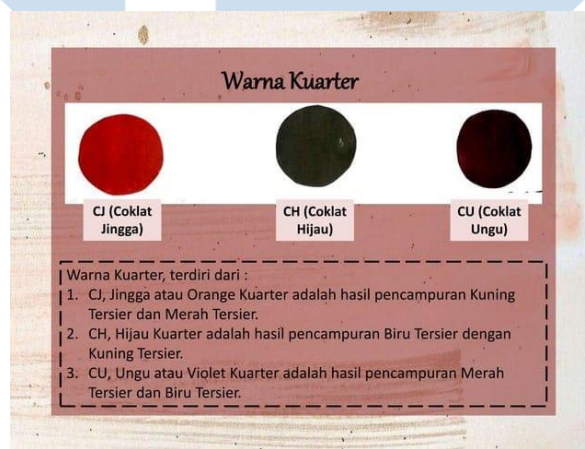 Warna Kuarter
CJ (Coklat
Jingga)
CH (Coklat
Hijau)
CU (Coklat
Ungu)
Warna Kuarter, terdiri dari :
1. CJ, Jingga atau Orange Kuarter adalah hasil pencampuran Kuning
Tersier dan Merah Tersier.
2. CH, Hijau Kuarter adalah hasil pencampuran Biru Tersier dengan
Kuning Tersier.
3. CU, Ungu atau Violet Kuarter adalah hasil pencampuran Merah
Tersier dan Biru Tersier.